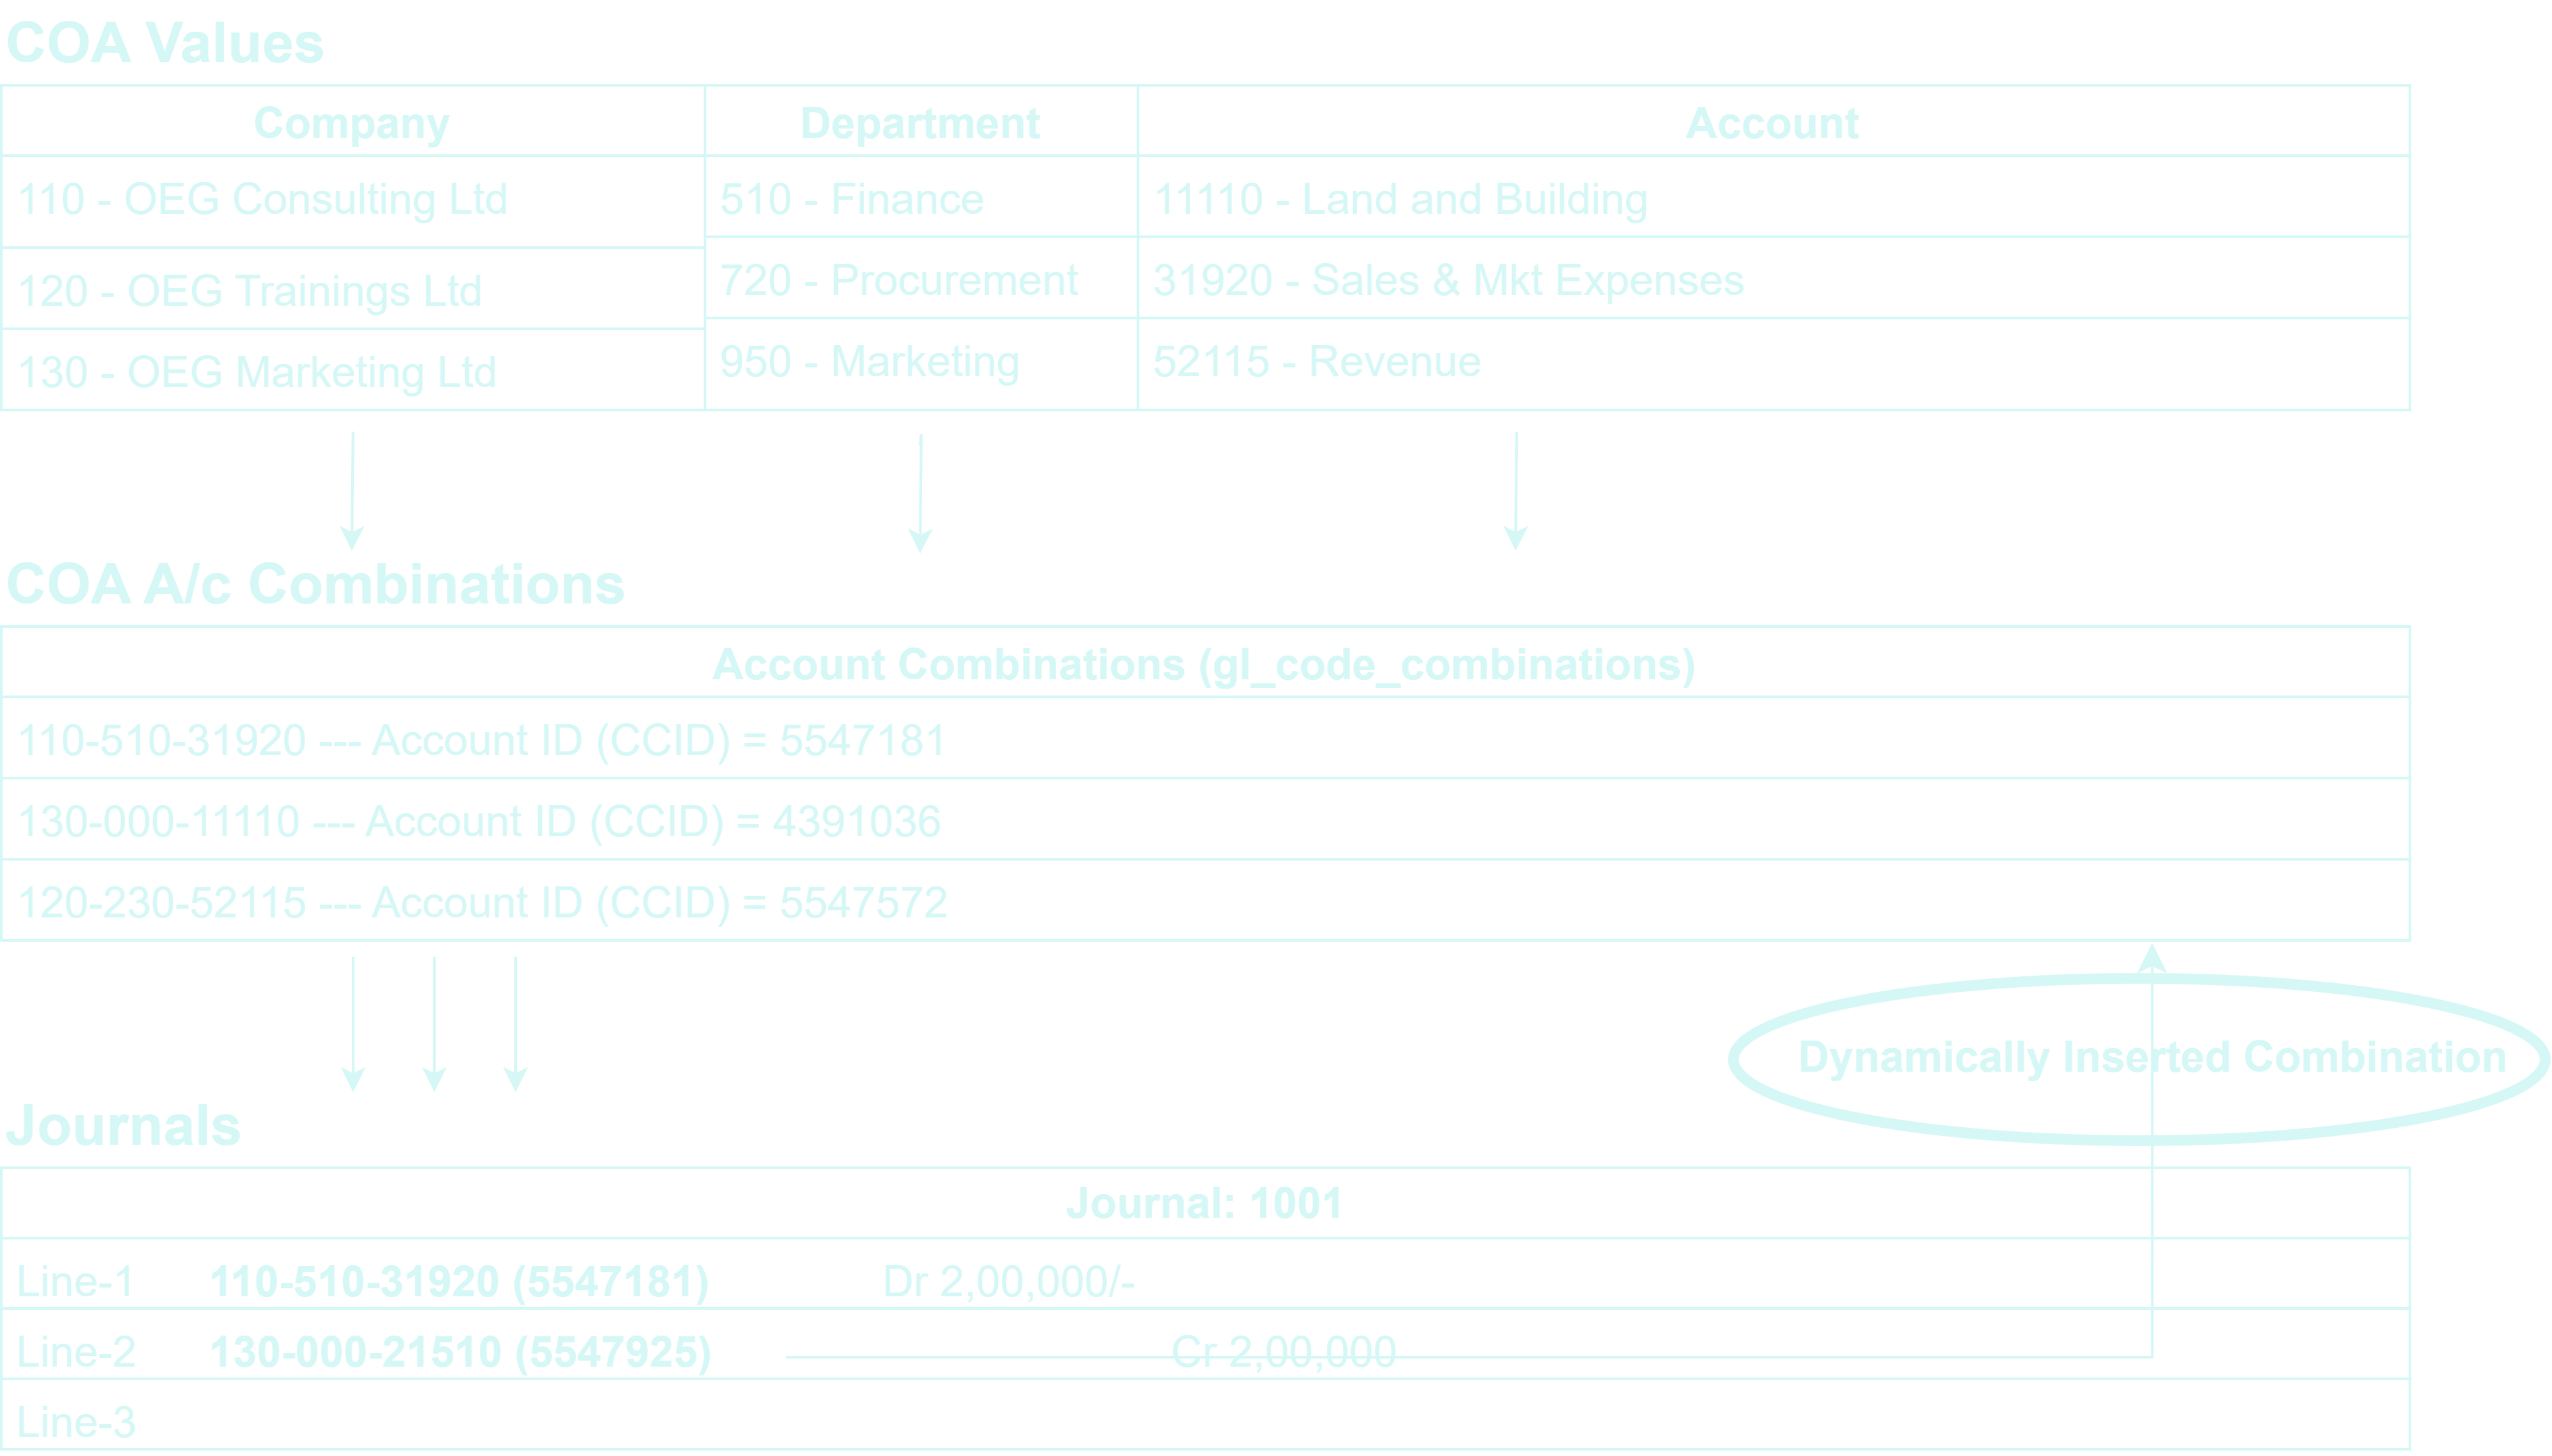 COA Values
Company Department Account
110 - OEG Consulting Ltd 510 - Finance 11110 - Land and Building
120 - OEG Trainings Ltd 720 - Procurement 31920 - Sales & Mkt Expenses
130 - OEG Marketing Ltd 950 - Marketing 52115 - Revenue
COA A/c Combinations
Account Combinations (gl_code_combinations)
110-510-31920 --- Account ID (CCID) = 5547181
130-000-11110 --- Account ID (CCID) = 4391036
120-230-52115 --- Account ID (CCID) = 5547572
Dynamically Inserted Combination
Journals
Journal: 1001
Line-1 110-510-31920 (5547181) Dr 2,00,000/-
Line-2 130-000-21510 (5547925) Cr 2,00,000
Line-3